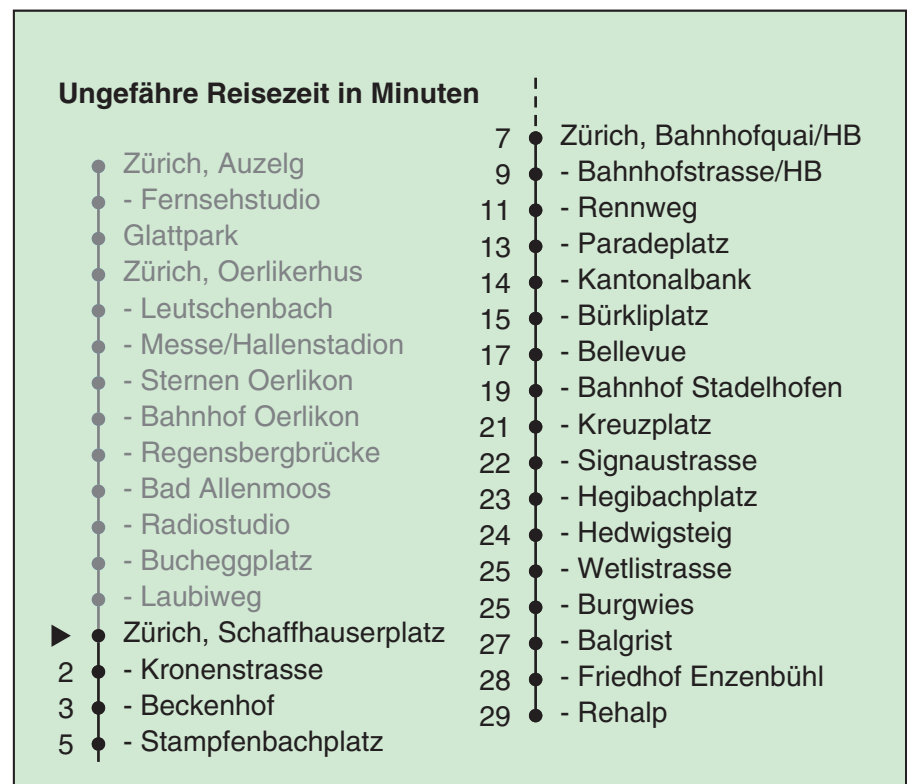 Ungefähre Reisezeit in Minuten
Zürich, Auzelg
- Fernsehstudio
Glattpark
Zürich, Oerlikerhus
- Leutschenbach
- Messe/Hallenstadion
- Sternen Oerlikon
- Bahnhof Oerlikon
- Regensbergbrücke
- Bad Allenmoos
- Radiostudio
- Bucheggplatz
- Laubiweg
Zürich, Schaffhauserplatz
2 - Kronenstrasse
3 - Beckenhof
5 - Stampfenbachplatz
7 Zürich, Bahnhofquai/HB
9 - Bahnhofstrasse/HB
11 - Rennweg
13 - Paradeplatz
14 - Kantonalbank
15 - Bürkliplatz
17 - Bellevue
19 - Bahnhof Stadelhofen
21 - Kreuzplatz
22 - Signaustrasse
23 - Hegibachplatz
24 - Hedwigsteig
25 - Wetlistrasse
25 - Burgwies
27 - Balgrist
28 - Friedhof Enzenbühl
29 - Rehalp